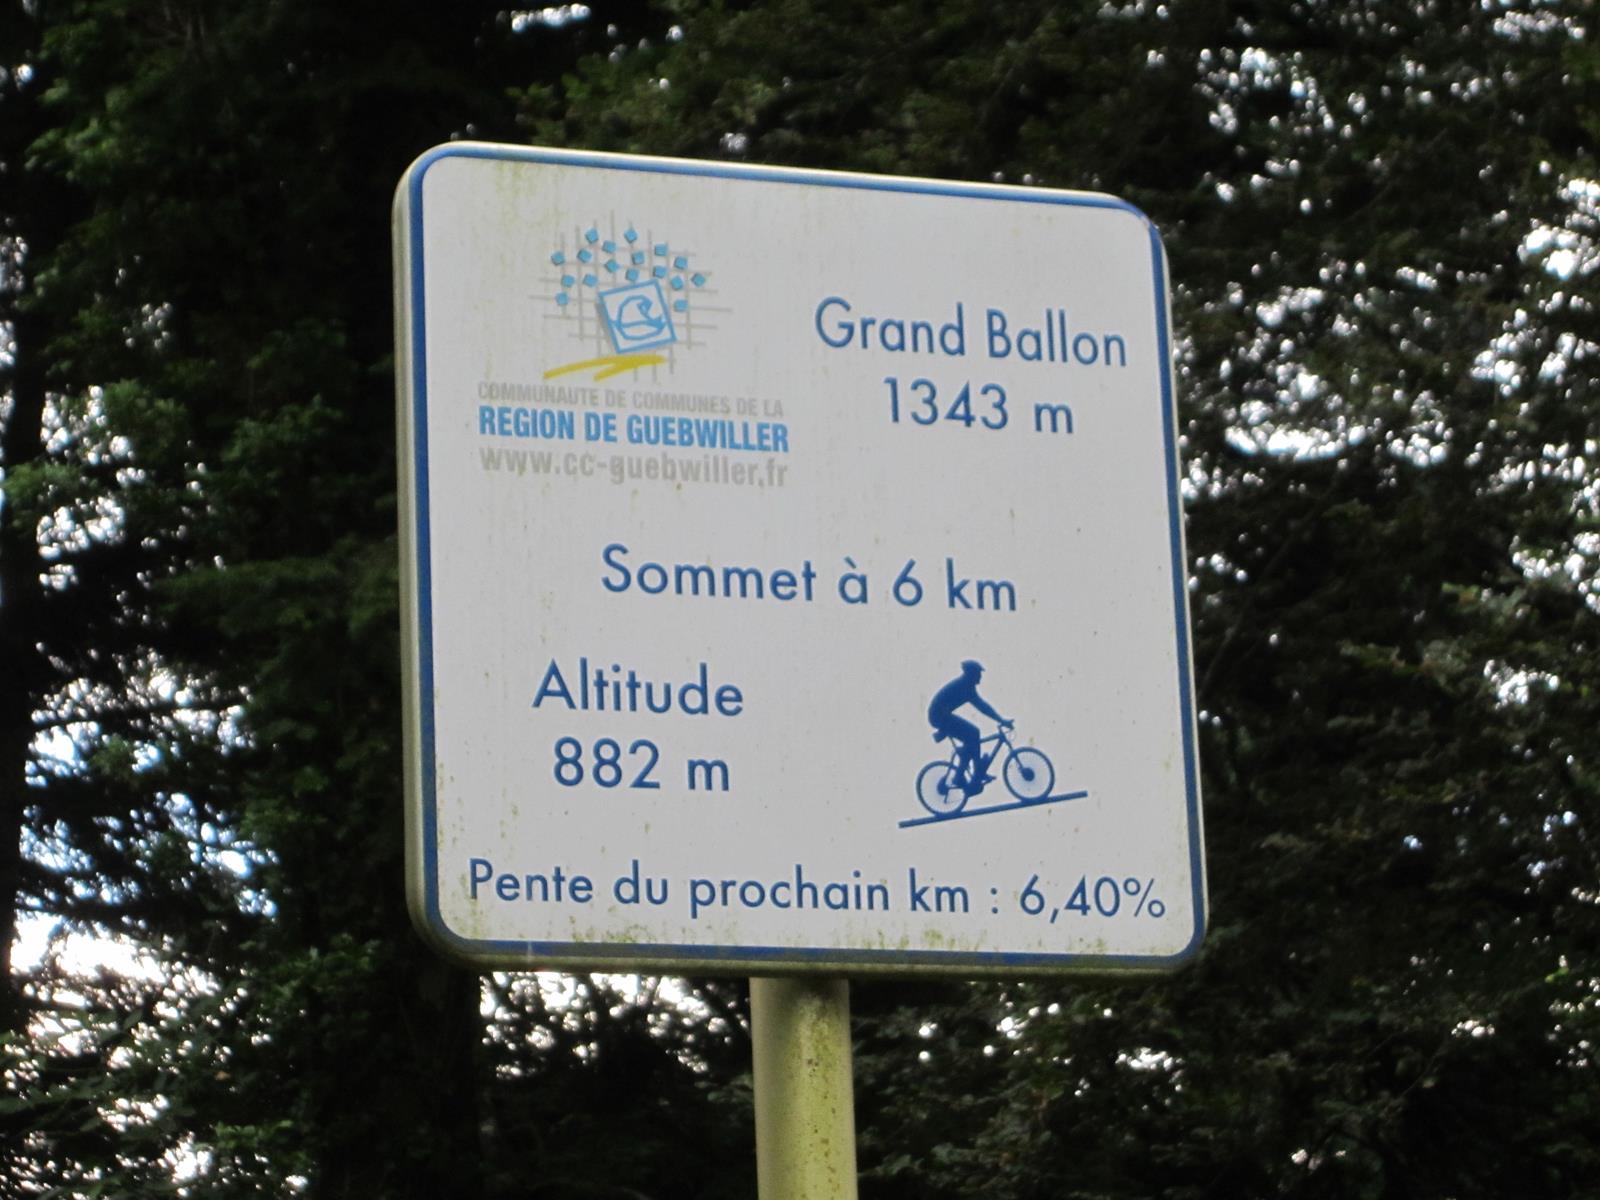 COMMUNAUTE DE COMMUNES DE LA
REGION DE GUEBWILLER
www.cc-guebwiller.fr
Grand Ballon
1343 m
Sommet à 6 km
Altitude
882 m
Pente du prochain km : 6,40%